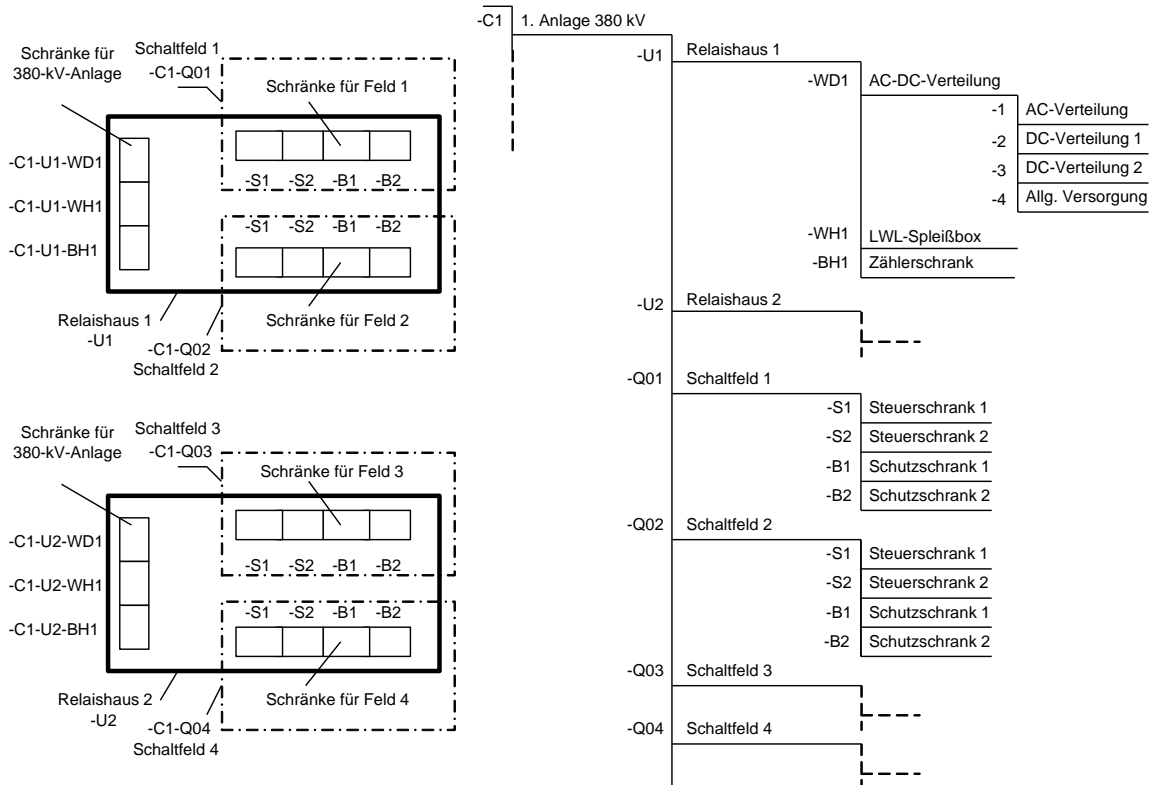 Schränke für
380-kV-Anlage
Schaltfeld 1
-C1-Q01
Schränke für Feld 1
-C1-U1-WD1
-C1-U1-WH1
-C1-U1-BH1
-S1 -S2 -B1 -B2
-S1 -S2 -B1 -B2
Relaishaus 1
-U1
Schränke für Feld 2
-C1-Q02
Schaltfeld 2
Schränke für
380-kV-Anlage
Schaltfeld 3
-C1-Q03
Schränke für Feld 3
-C1-U2-WD1
-C1-U2-WH1
-C1-U2-BH1
-S1 -S2 -B1 -B2
-S1 -S2 -B1 -B2
Relaishaus 2
-U2
Schränke für Feld 4
-C1-Q04
Schaltfeld 4
-C1 1. Anlage 380 kV
-U1 Relaishaus 1
-WD1 AC-DC-Verteilung
-1 AC-Verteilung
-2 DC-Verteilung 1
-3 DC-Verteilung 2
-4 Allg. Versorgung
-WH1 LWL-Spleißbox
-BH1 Zählerschrank
-U2 Relaishaus 2
-Q01 Schaltfeld 1
-S1 Steuerschrank 1
-S2 Steuerschrank 2
-B1 Schutzschrank 1
-B2 Schutzschrank 2
-Q02 Schaltfeld 2
-S1 Steuerschrank 1
-S2 Steuerschrank 2
-B1 Schutzschrank 1
-B2 Schutzschrank 2
-Q03 Schaltfeld 3
-Q04 Schaltfeld 4